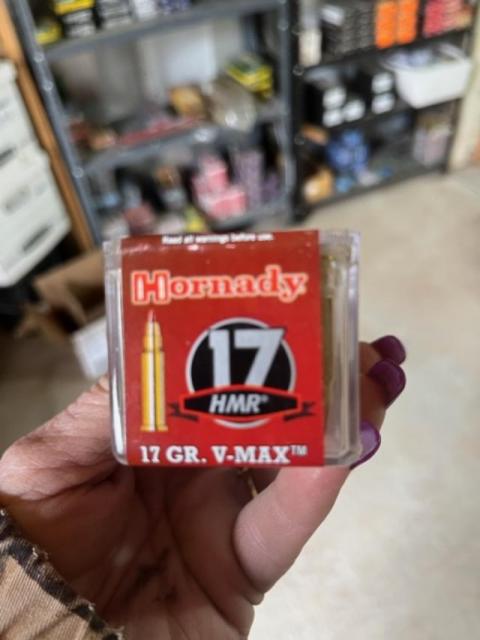 Read all warnings before use.
Hornady
17
HMR®
17 GR. V-MAX™